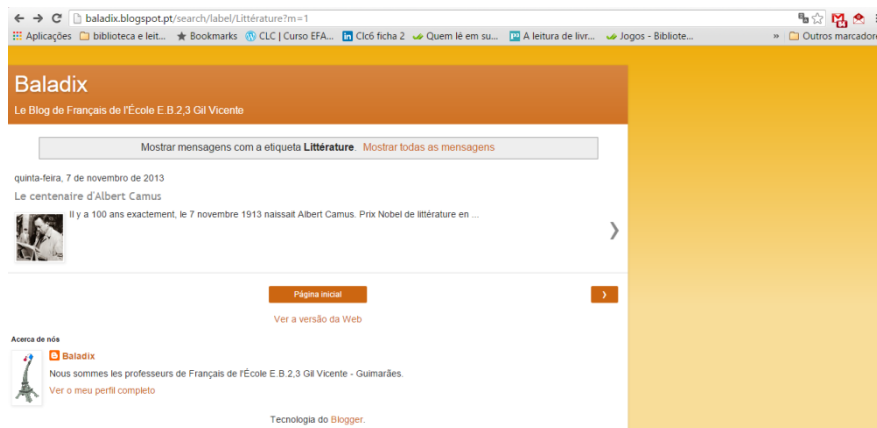 baladix.blogspot.pt/search/label/Littérature?m=1
Aplicações biblioteca e leit... Bookmarks CLC | Curso EFA... Clc6 ficha 2 Quem lê em su... A leitura de livr... Jogos - Bibliote... » Outros marcadore
Baladix
Le Blog de Français de l'École E.B.2,3 Gil Vicente
Mostrar mensagens com a etiqueta Littérature. Mostrar todas as mensagens
quinta-feira, 7 de novembro de 2013
Le centenaire d'Albert Camus
Il y a 100 ans exactement, le 7 novembre 1913 naissait Albert Camus. Prix Nobel de littérature en ...
Página inicial
Ver a versão da Web
Acerca de nós
Baladix
Nous sommes les professeurs de Français de l'École E.B.2,3 Gil Vicente - Guimarães.
Ver o meu perfil completo
Tecnologia do Blogger.